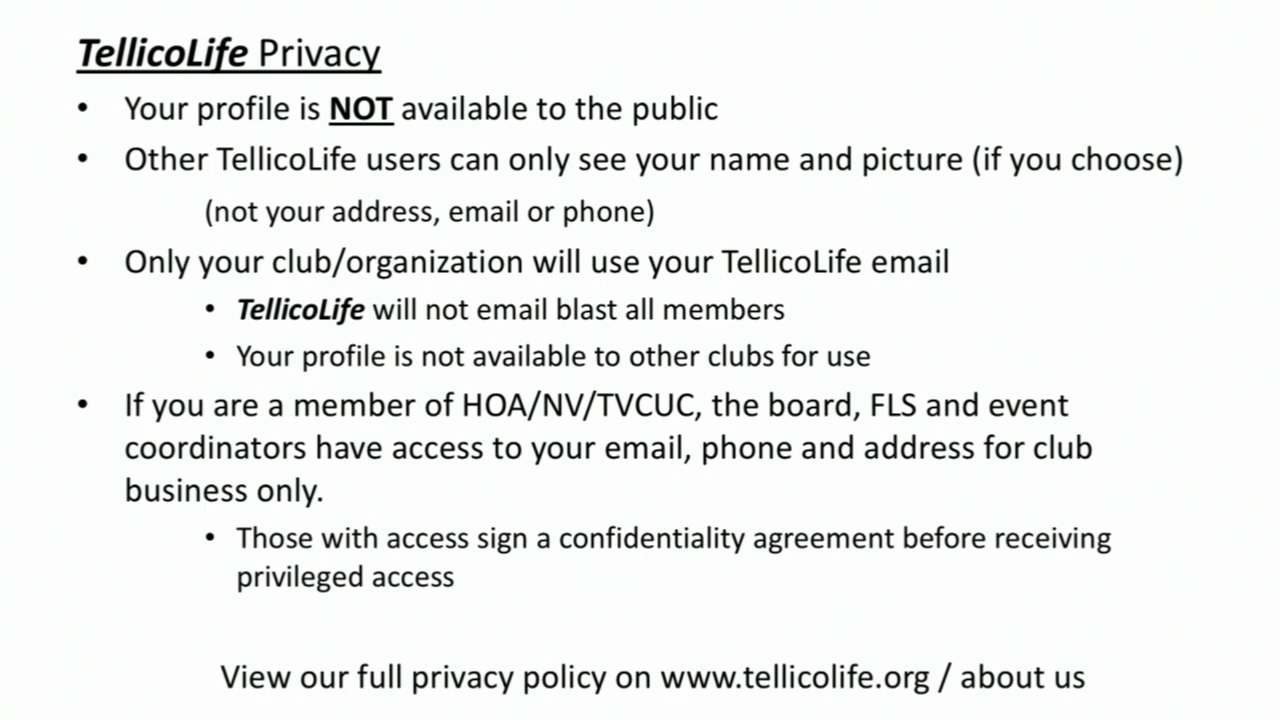 TellicoLife Privacy
• Your profile is NOT available to the public
• Other TellicoLife users can only see your name and picture (if you choose)
(not your address, email or phone)
• Only your club/organization will use your TellicoLife email
• TellicoLife will not email blast all members
• Your profile is not available to other clubs for use
• If you are a member of HOA/NV/TVCUC, the board, FLS and event
coordinators have access to your email, phone and address for club
business only.
• Those with access sign a confidentiality agreement before receiving
privileged access
View our full privacy policy on www.tellicolife.org / about us